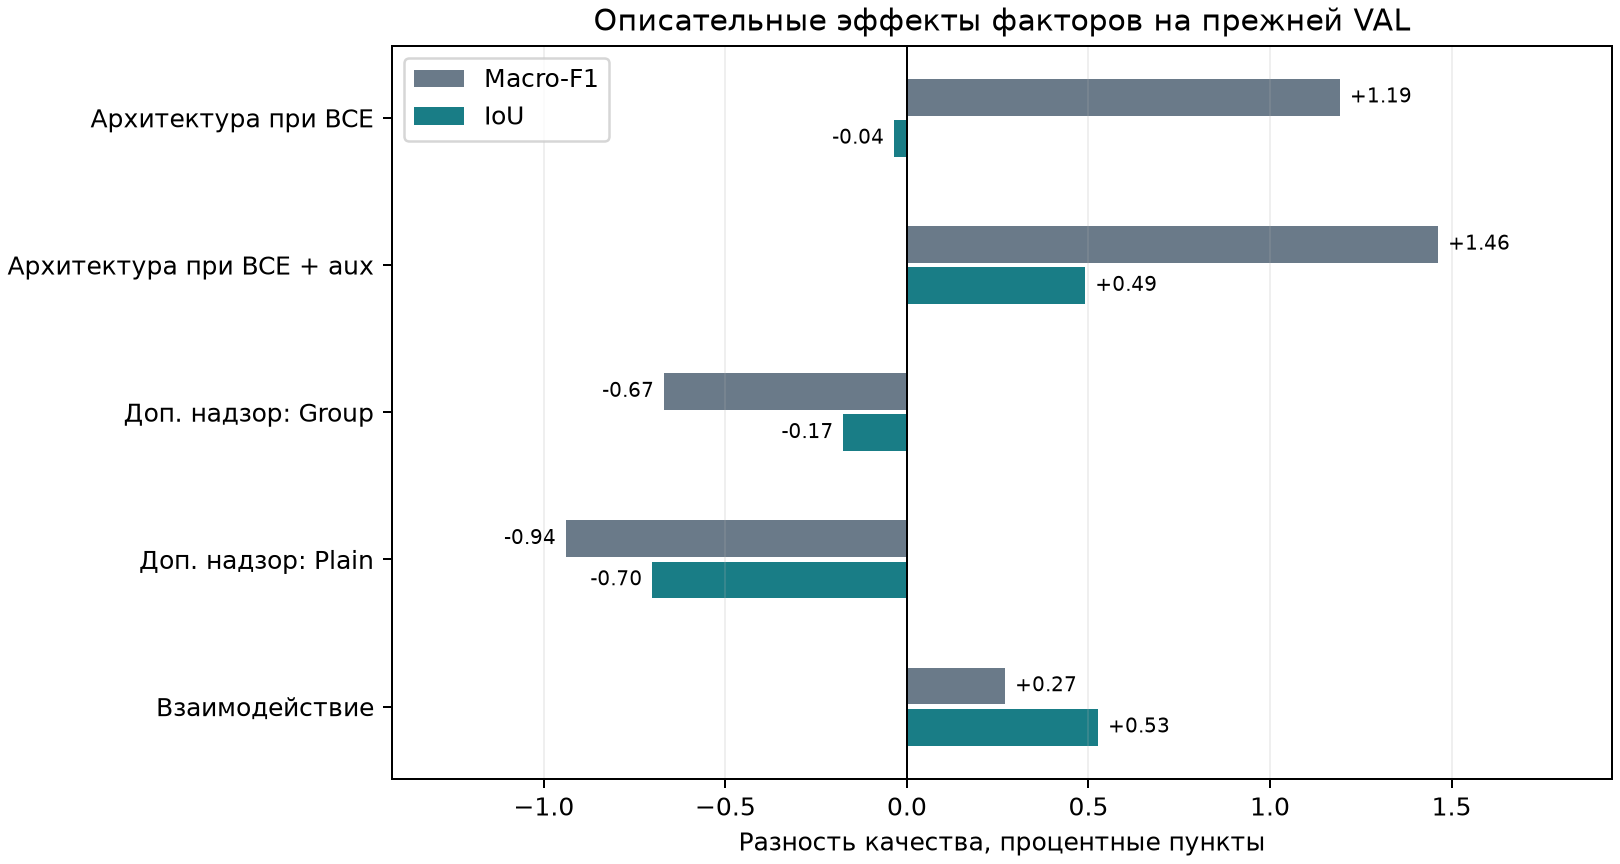 Описательные эффекты факторов на прежней VAL
Macro-F1
IoU
Архитектура при BCE
+1.19
-0.04
Архитектура при BCE + aux
+1.46
+0.49
Доп. надзор: Group
-0.67
-0.17
Доп. надзор: Plain
-0.94
-0.70
Взаимодействие
+0.27
+0.53
−1.0 −0.5 0.0 0.5 1.0 1.5
Разность качества, процентные пункты